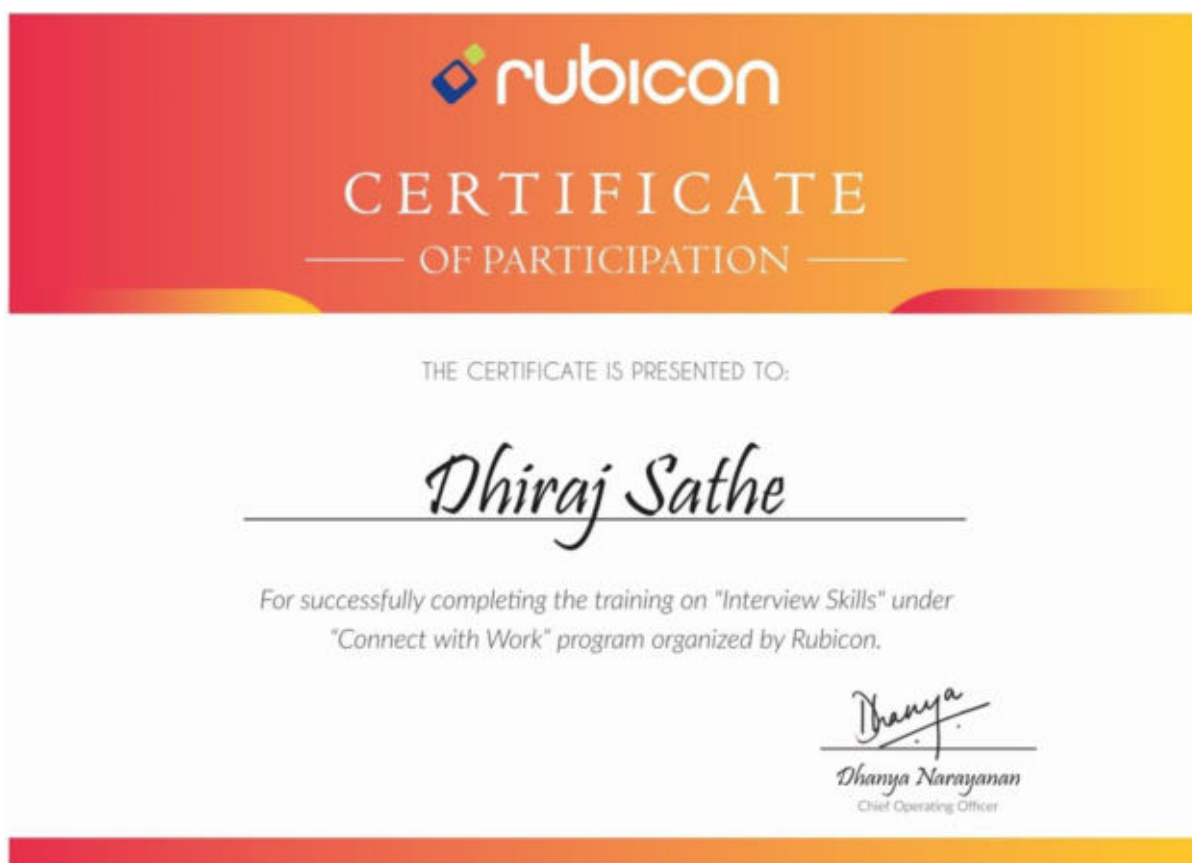 rubicon
CERTIFICATE
OF PARTICIPATION
THE CERTIFICATE IS PRESENTED TO:
Dhiraj Sathe
For successfully completing the training on "Interview Skills" under
"Connect with Work" program organized by Rubicon.
Dhanya
Dhanya Narayanan
Chief Operating Officer